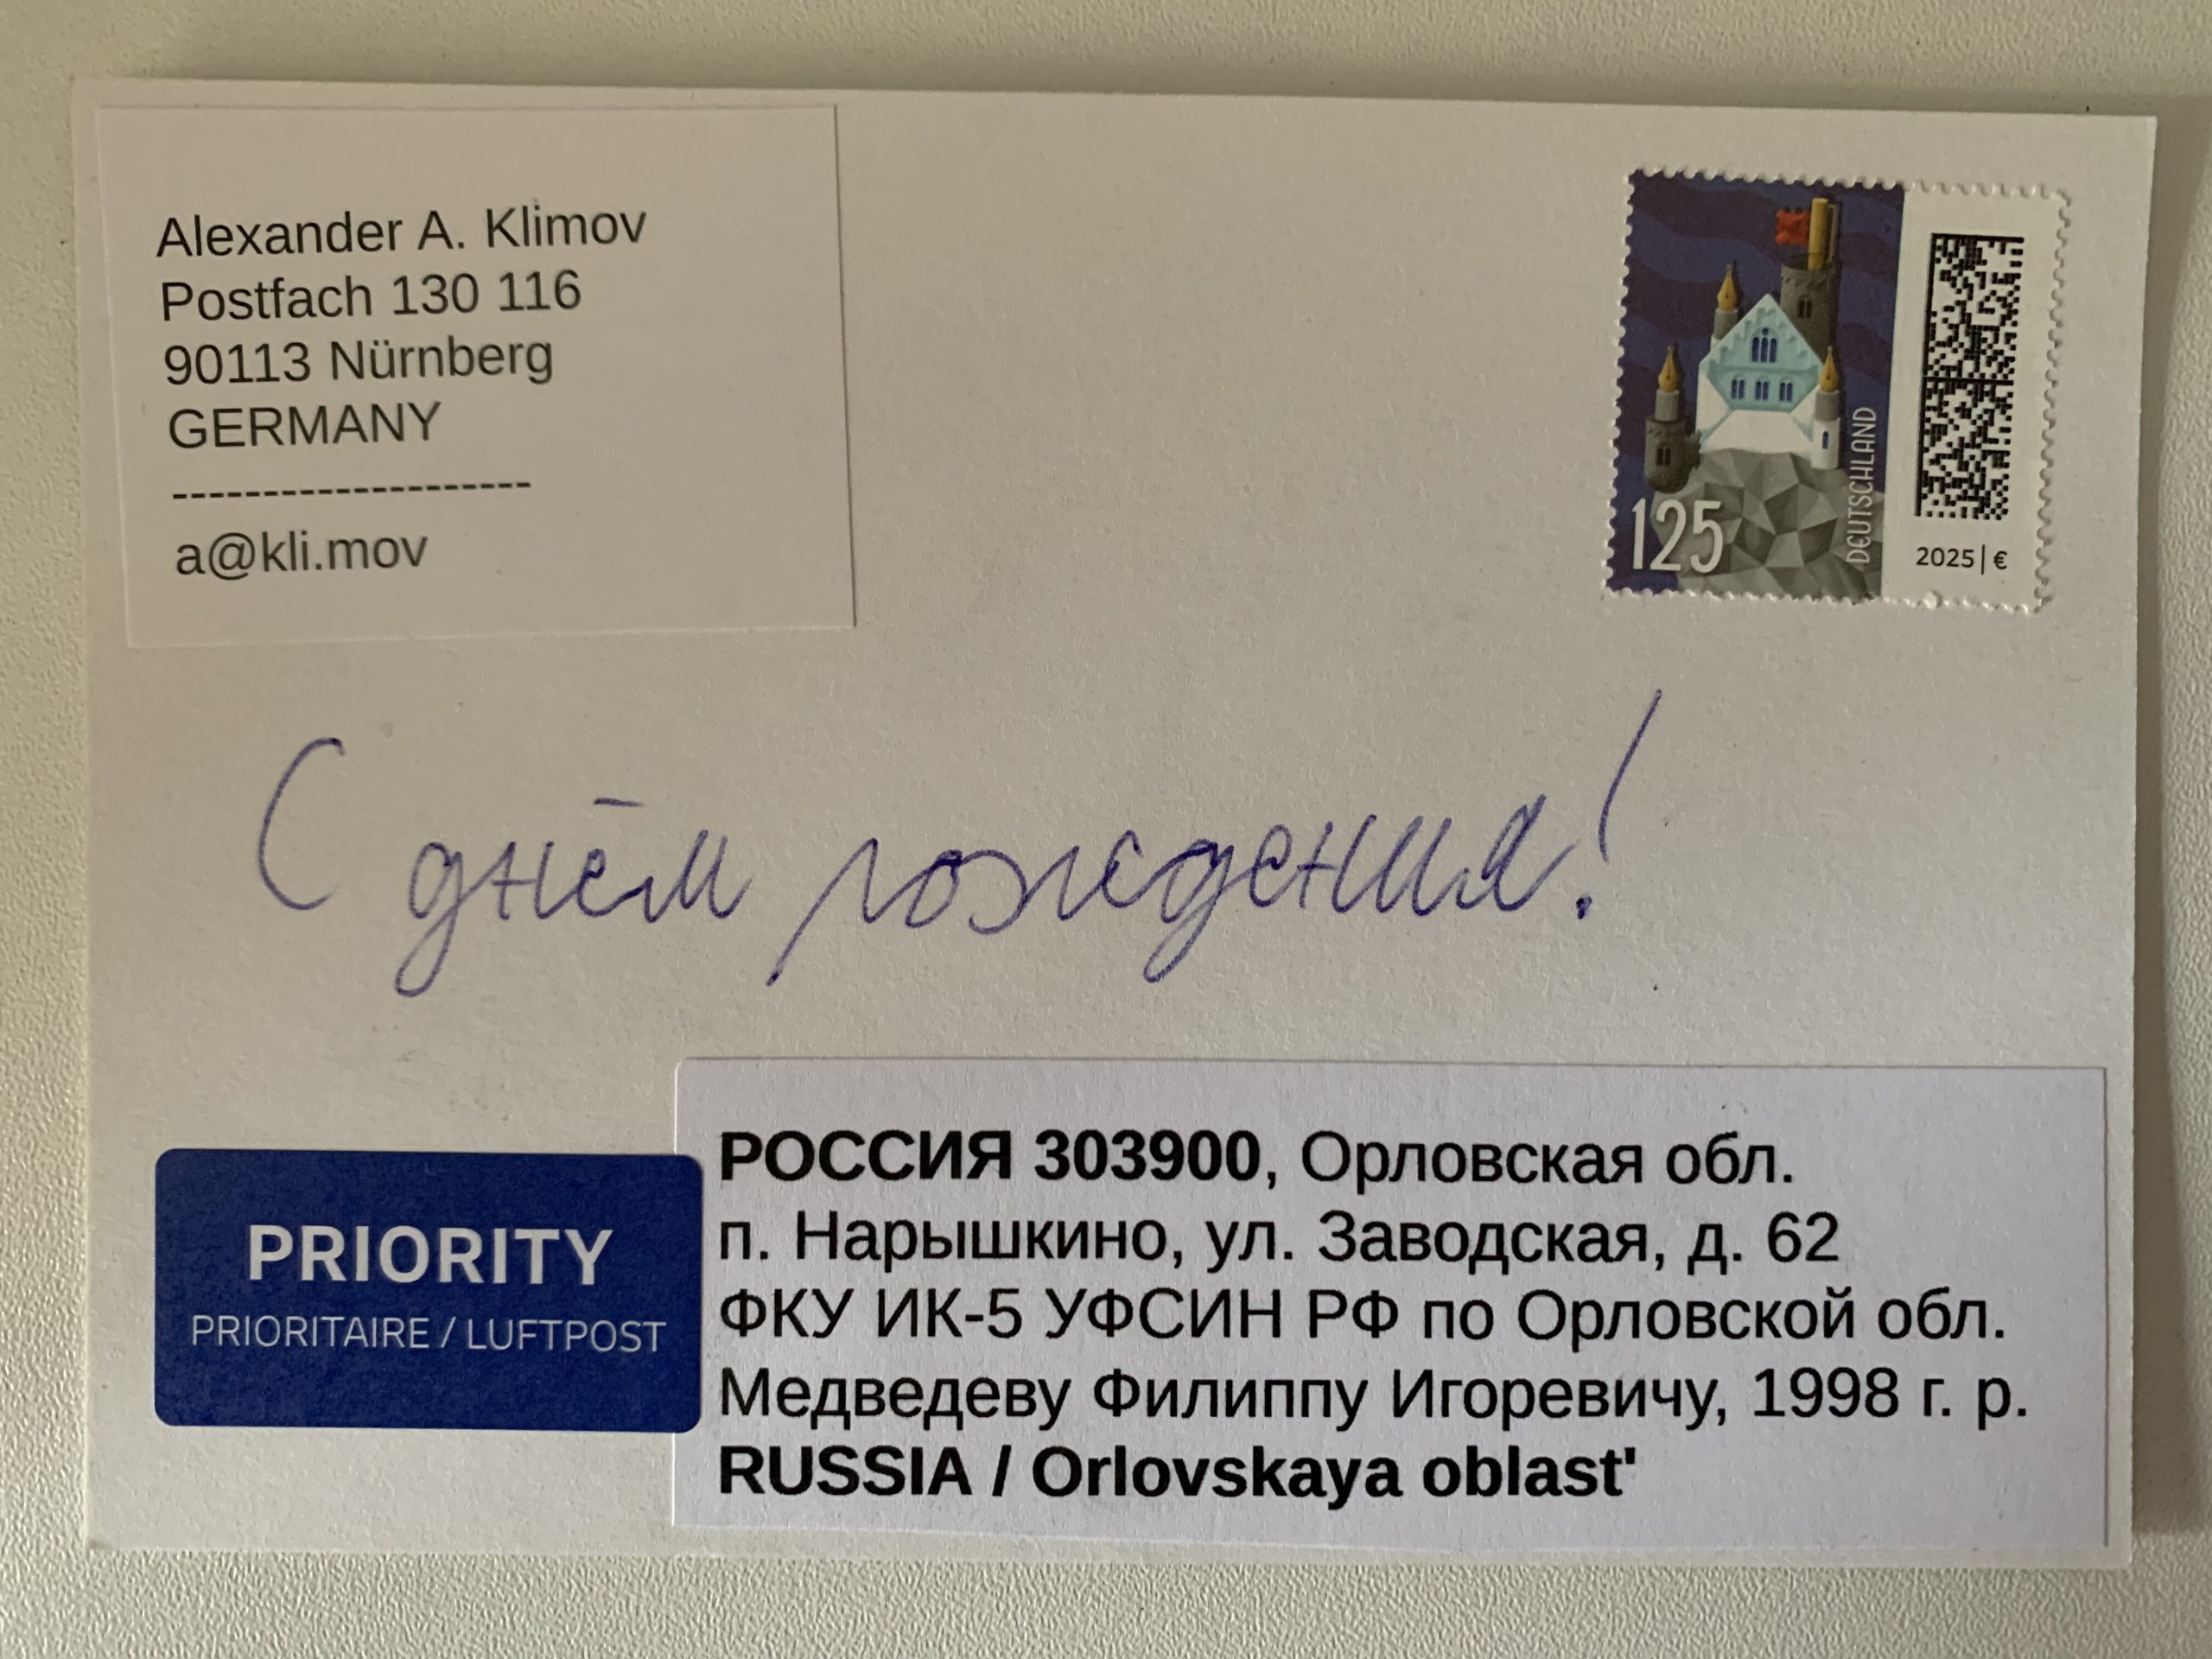 Alexander A. Klimov
Postfach 130 116
90113 Nürnberg
GERMANY
--------------------
a@kli.mov
125
DEUTSCHLAND
2025 | €
С днём рождения!
PRIORITY
PRIORITAIRE / LUFTPOST
РОССИЯ 303900, Орловская обл.
п. Нарышкино, ул. Заводская, д. 62
ФКУ ИК-5 УФСИН РФ по Орловской обл.
Медведеву Филиппу Игоревичу, 1998 г. р.
RUSSIA / Orlovskaya oblast'